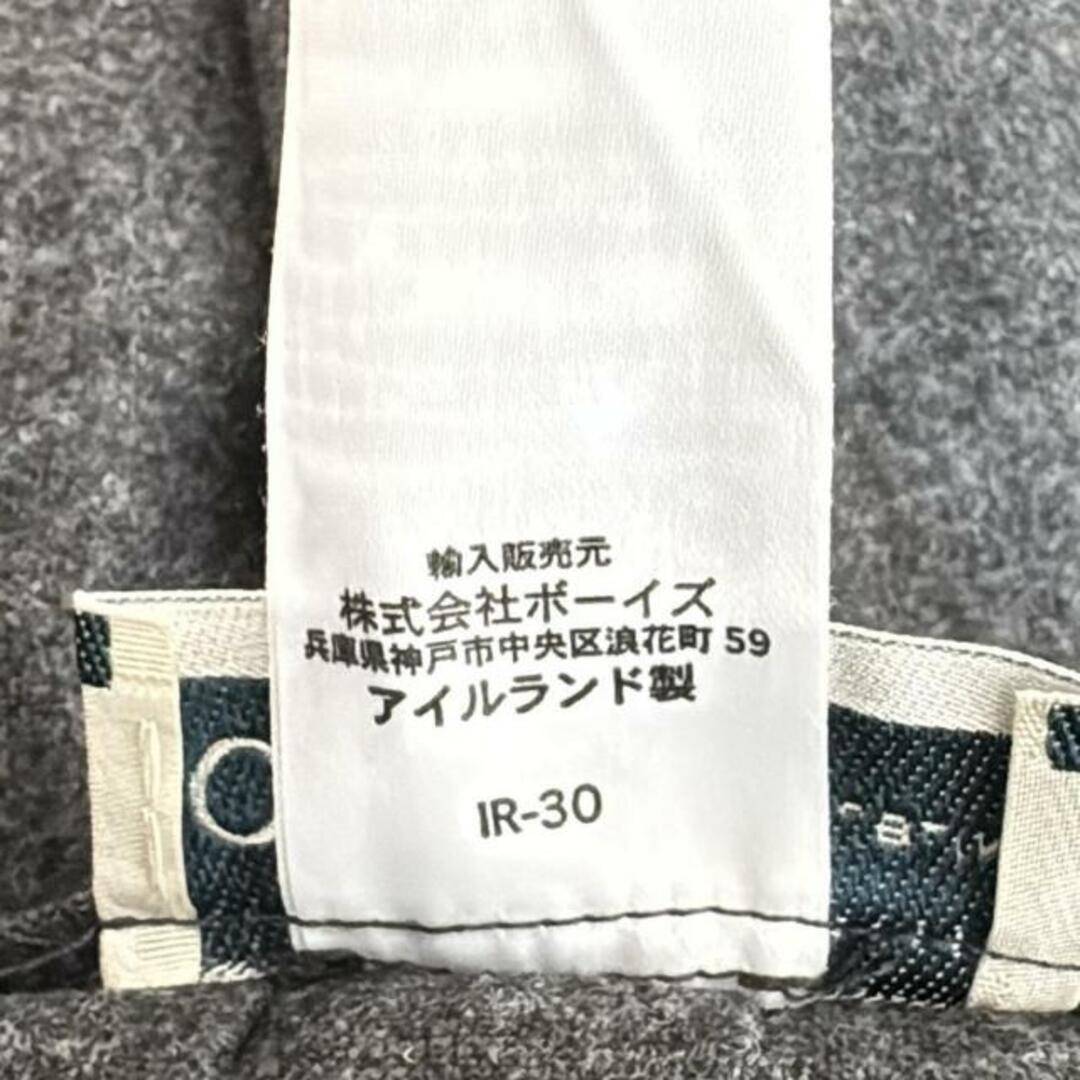 輸入販売元
株式会社ボーイズ
兵庫県神戸市中央区浪花町 59
アイルランド製
IR-30
O